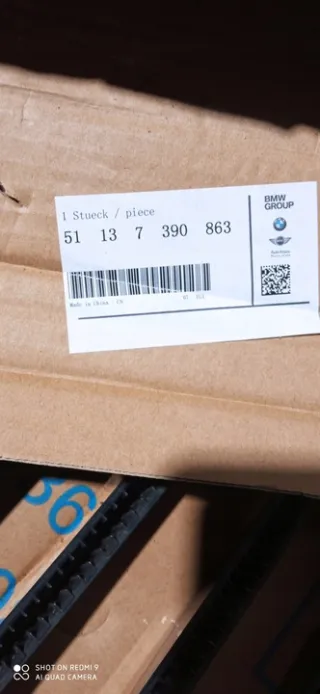 1 Stueck / piece
51 13 7 390 863
BMW
GROUP
Made in China
36
SHOT ON REDMI 9
AI QUAD CAMERA